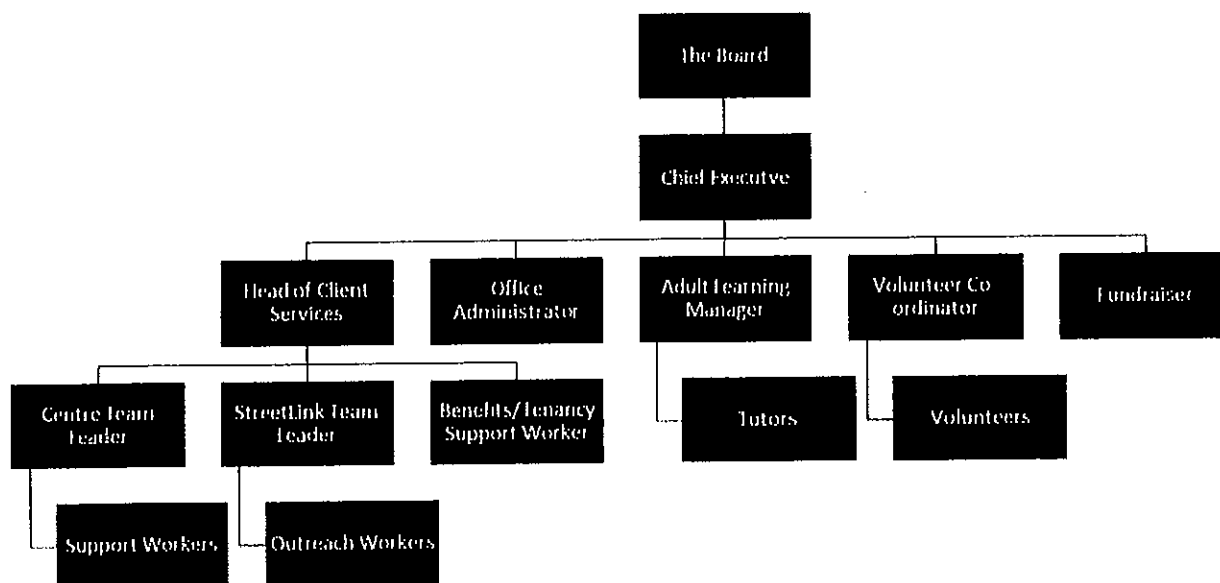 The Board
Chief Executve
Head of Client
Services
Office
Administrator
Adult Learning
Manager
Volunteer Co
ordinator
Fundraiser
Centre Team
Leader
StreetLink Team
Leader
Benefits/Tenancy
Support Worker
Tutors
Volunteers
Support Workers
Outreach Workers